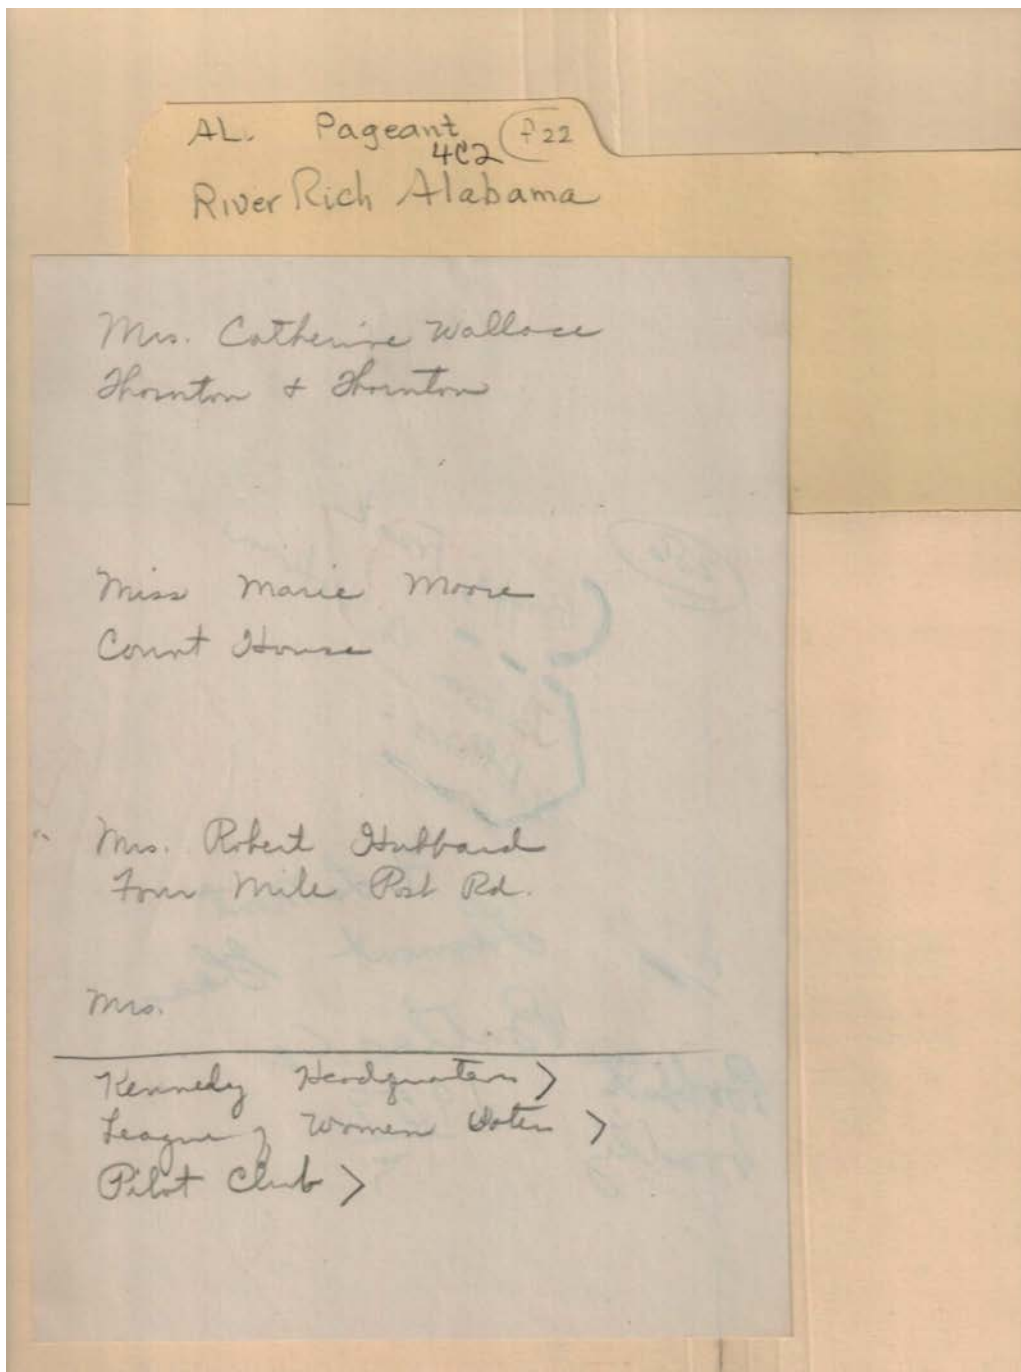 AL. Pageant f22
4C2
River Rich Alabama
Mrs. Catherine Wallace
Thornton & Thornton
Miss Marie Moore
Court House
Mrs. Robert Hubbard
Four Mile Post Rd.
Mrs.
Kennedy Headquarters >
League of Women Voters >
Pilot Club >